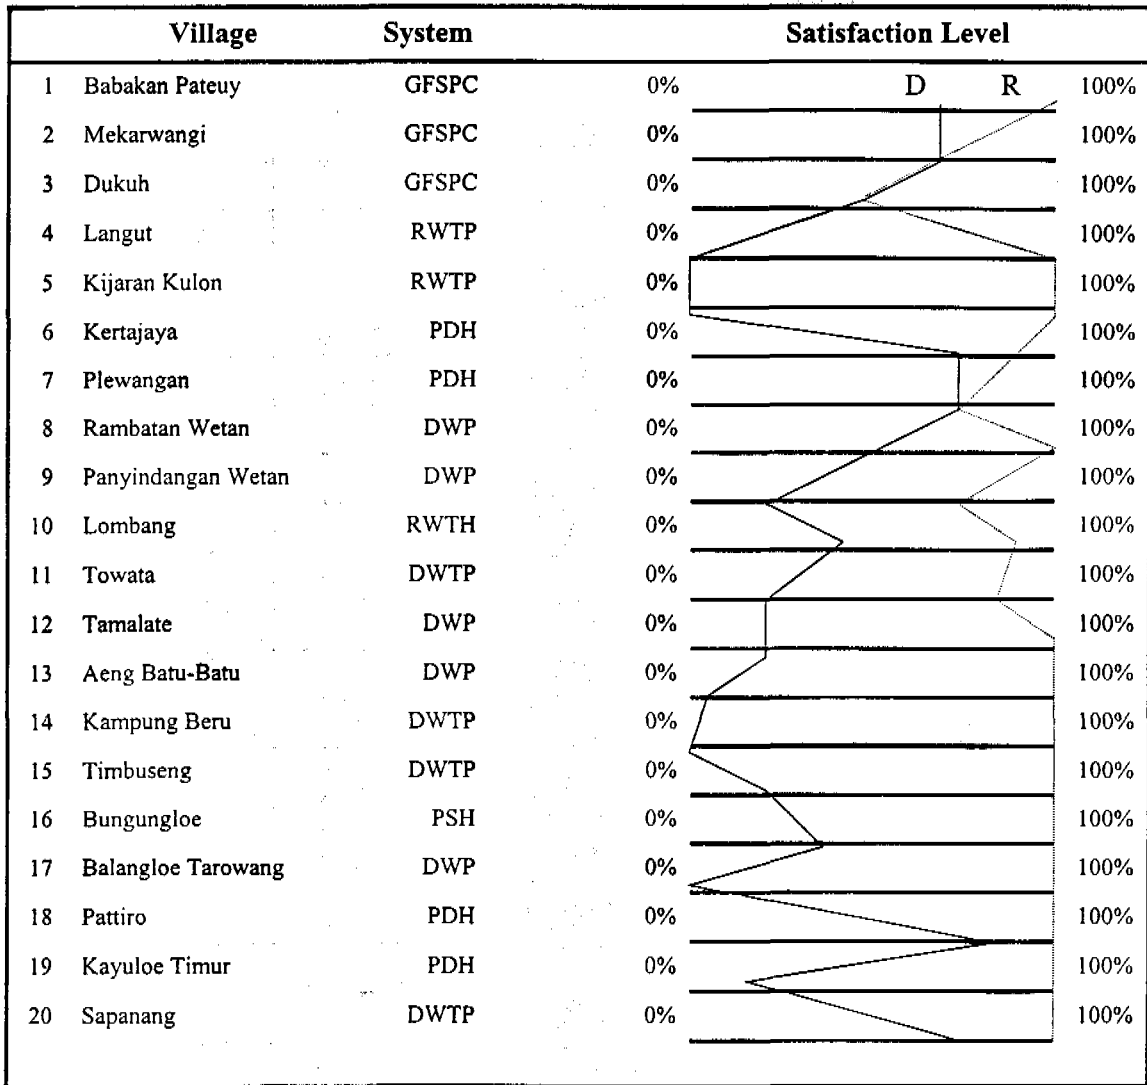 Village System Satisfaction Level
1 Babakan Pateuy GFSPC 0% D R 100%
2 Mekarwangi GFSPC 0% 100%
3 Dukuh GFSPC 0% 100%
4 Langut RWTP 0% 100%
5 Kijaran Kulon RWTP 0% 100%
6 Kertajaya PDH 0% 100%
7 Plewangan PDH 0% 100%
8 Rambatan Wetan DWP 0% 100%
9 Panyindangan Wetan DWP 0% 100%
10 Lombang RWTH 0% 100%
11 Towata DWTP 0% 100%
12 Tamalate DWP 0% 100%
13 Aeng Batu-Batu DWP 0% 100%
14 Kampung Beru DWTP 0% 100%
15 Timbuseng DWTP 0% 100%
16 Bungungloe PSH 0% 100%
17 Balangloe Tarowang DWP 0% 100%
18 Pattiro PDH 0% 100%
19 Kayuloe Timur PDH 0% 100%
20 Sapanang DWTP 0% 100%